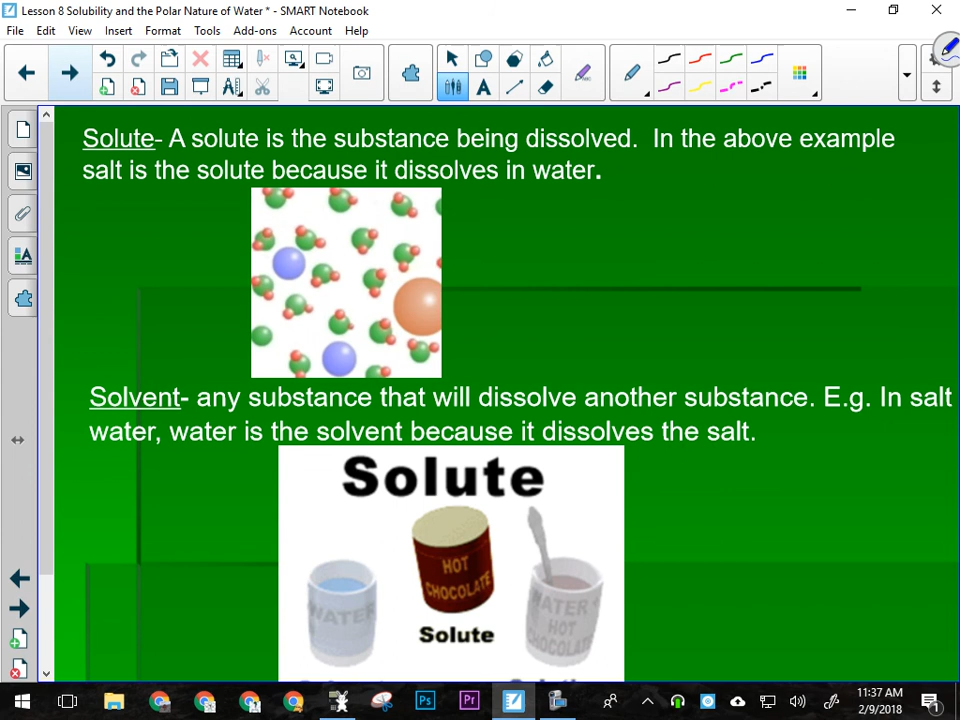 Lesson 8 Solubility and the Polar Nature of Water * - SMART Notebook
File Edit View Insert Format Tools Add-ons Account Help
Solute- A solute is the substance being dissolved. In the above example
salt is the solute because it dissolves in water.
Solvent- any substance that will dissolve another substance. E.g. In salt
water, water is the solvent because it dissolves the salt.
Solute
HOT
CHOCOLATE
WATER
WATER +
HOT
CHOCOLATE
Solute
11:37 AM
2/9/2018